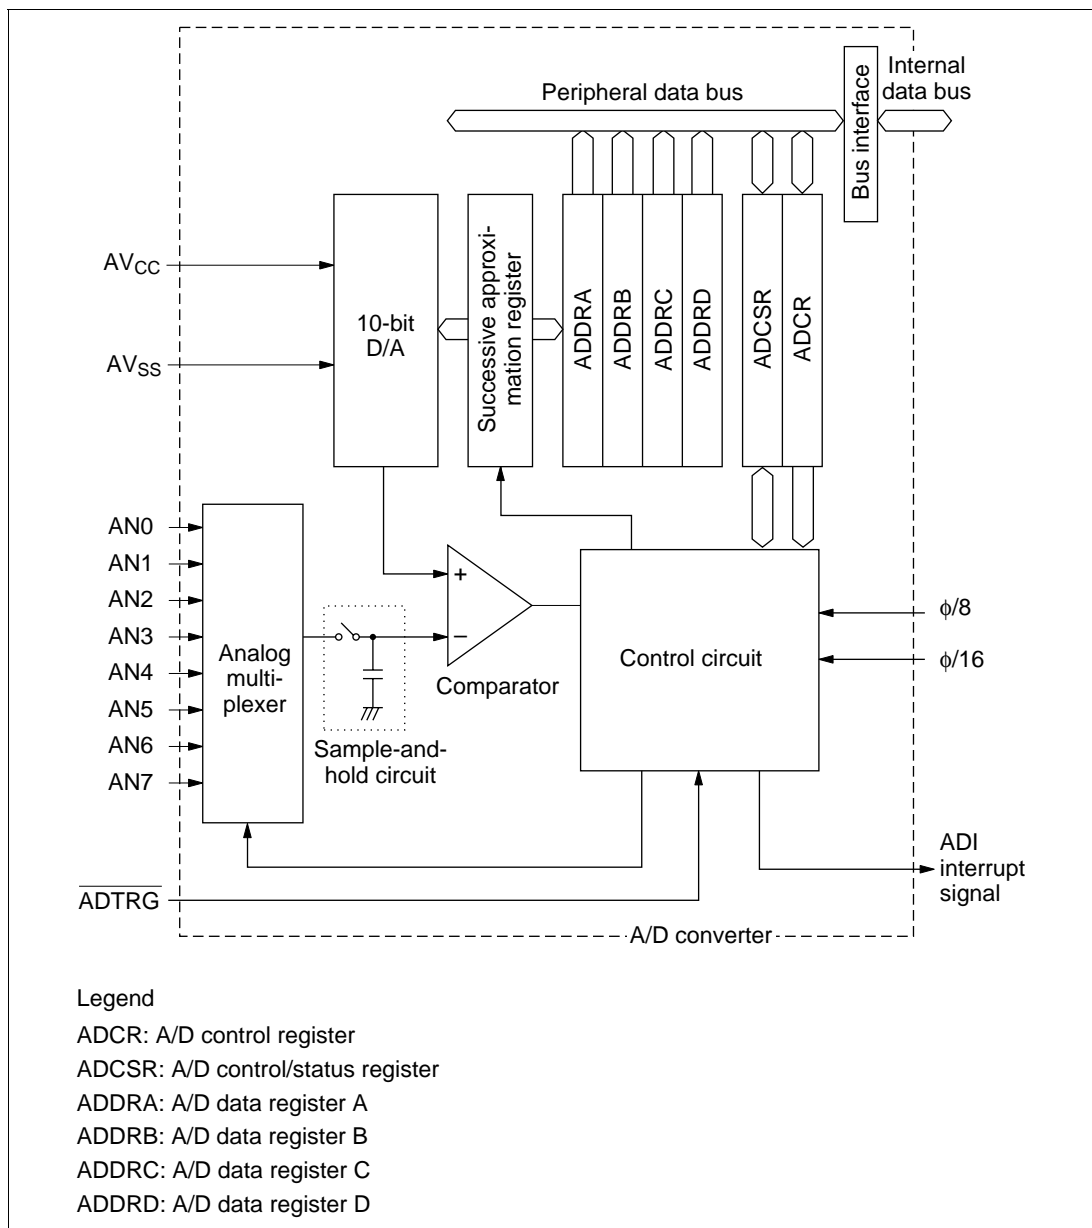 Peripheral data bus
Internal
data bus
Bus interface
AVCC
AVSS
10-bit
D/A
Successive approxi-
mation register
ADDRA
ADDRB
ADDRC
ADDRD
ADCSR
ADCR
AN0
AN1
AN2
AN3
AN4
AN5
AN6
AN7
Analog
multi-
plexer
+
−
Comparator
Sample-and-
hold circuit
Control circuit
ϕ/8
ϕ/16
ADI
interrupt
signal
ADTRG
A/D converter
Legend
ADCR: A/D control register
ADCSR: A/D control/status register
ADDRA: A/D data register A
ADDRB: A/D data register B
ADDRC: A/D data register C
ADDRD: A/D data register D